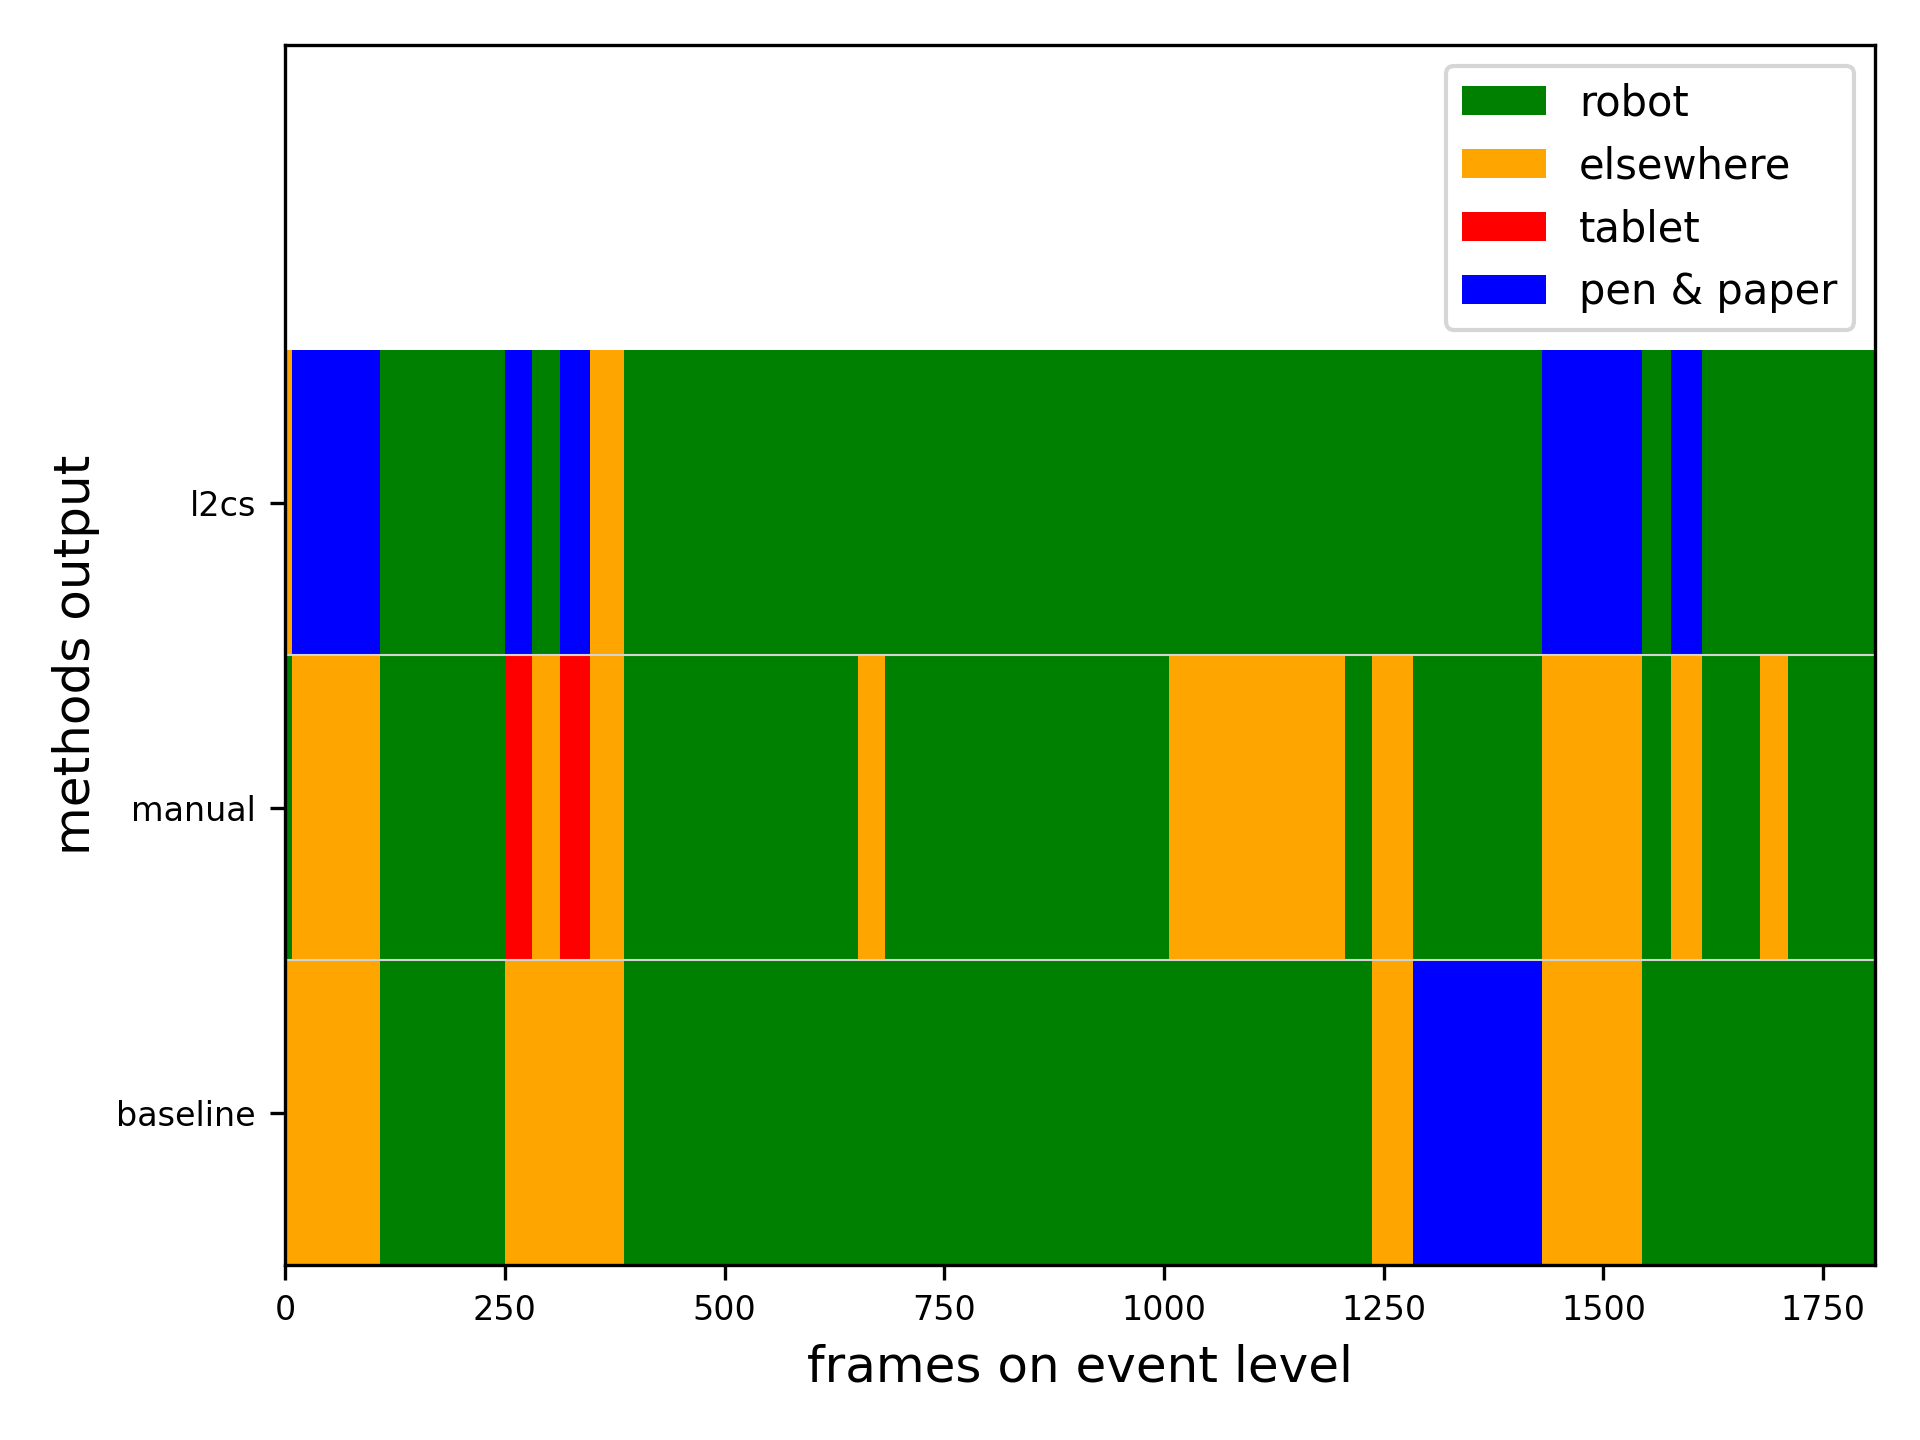 robot
elsewhere
tablet
pen & paper
methods output
l2cs
manual
baseline
0 250 500 750 1000 1250 1500 1750
frames on event level